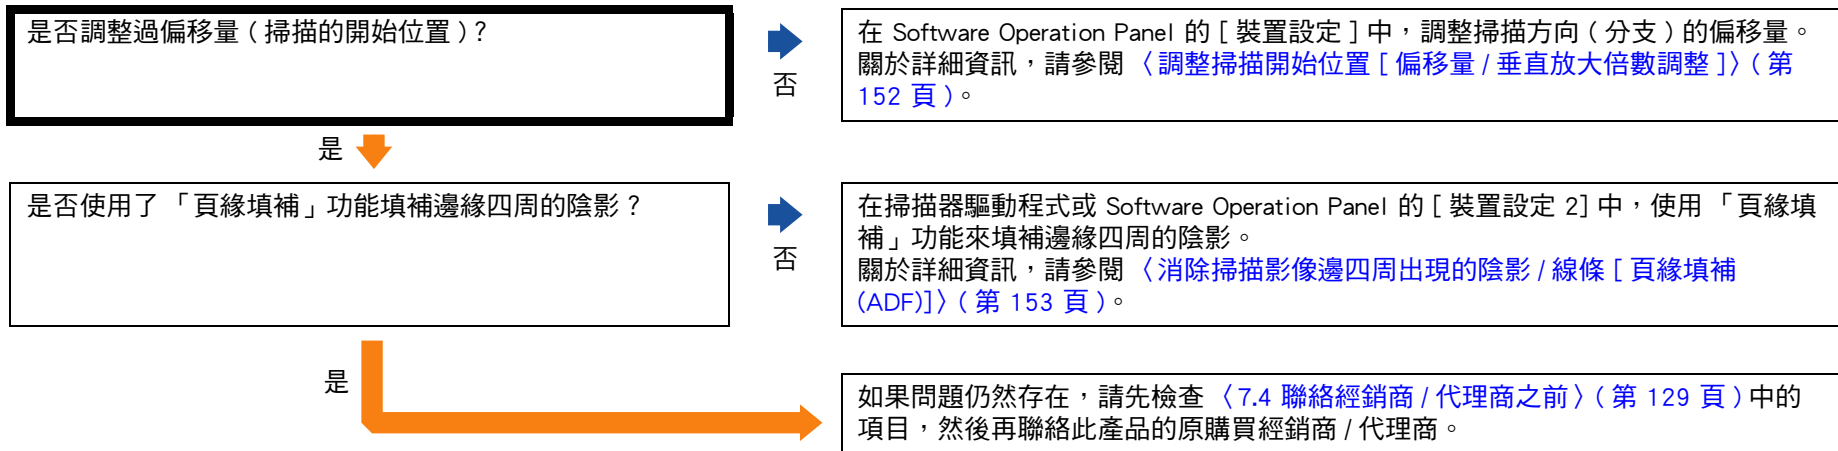 是否調整過偏移量 ( 掃描的開始位置 )?
否
在 Software Operation Panel 的 [ 裝置設定 ] 中，調整掃描方向 ( 分支 ) 的偏移量。
關於詳細資訊，請參閱 〈調整掃描開始位置 [ 偏移量 / 垂直放大倍數調整 ]〉( 第
152 頁 )。
是
是否使用了 「頁緣填補」功能填補邊緣四周的陰影？
否
在掃描器驅動程式或 Software Operation Panel 的 [ 裝置設定 2] 中，使用 「頁緣填
補」功能來填補邊緣四周的陰影。
關於詳細資訊，請參閱 〈消除掃描影像邊四周出現的陰影 / 線條 [ 頁緣填補
(ADF)]〉( 第 153 頁 )。
是
如果問題仍然存在，請先檢查 〈7.4 聯絡經銷商 / 代理商之前〉( 第 129 頁 ) 中的
項目，然後再聯絡此產品的原購買經銷商 / 代理商。